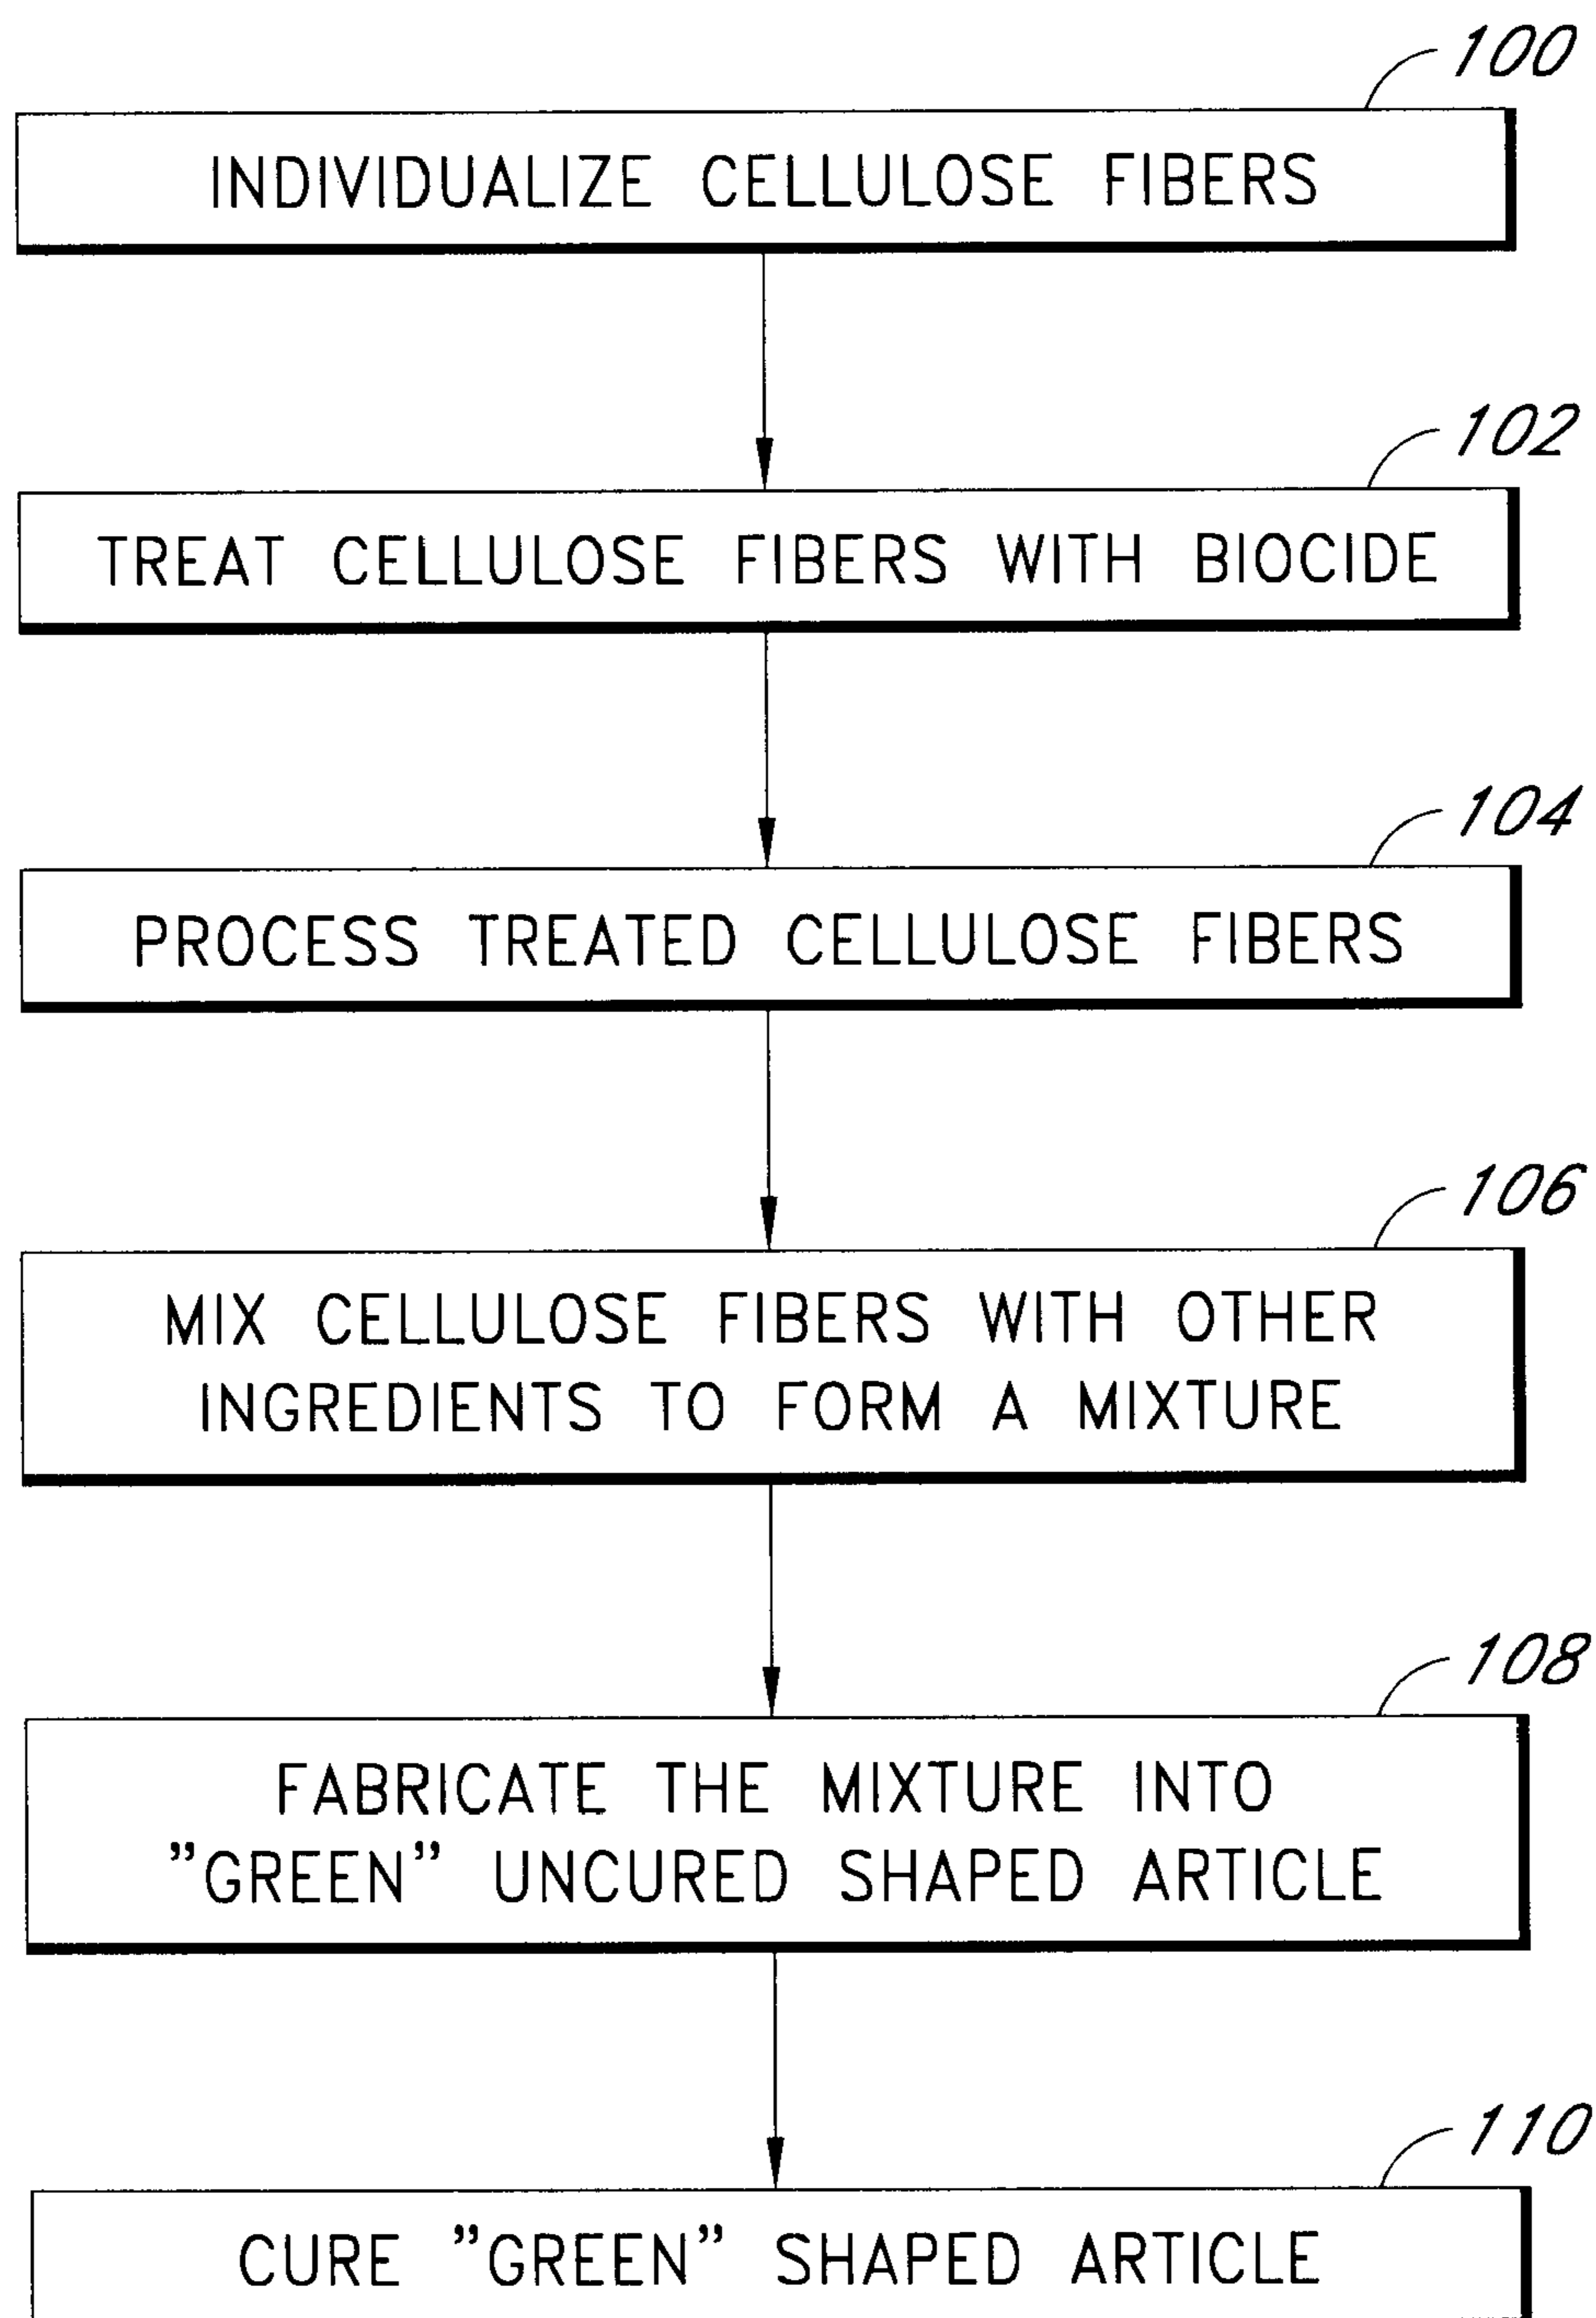 100
INDIVIDUALIZE CELLULOSE FIBERS
102
TREAT CELLULOSE FIBERS WITH BIOCIDE
104
PROCESS TREATED CELLULOSE FIBERS
106
MIX CELLULOSE FIBERS WITH OTHER
INGREDIENTS TO FORM A MIXTURE
108
FABRICATE THE MIXTURE INTO
”GREEN” UNCURED SHAPED ARTICLE
110
CURE ”GREEN” SHAPED ARTICLE